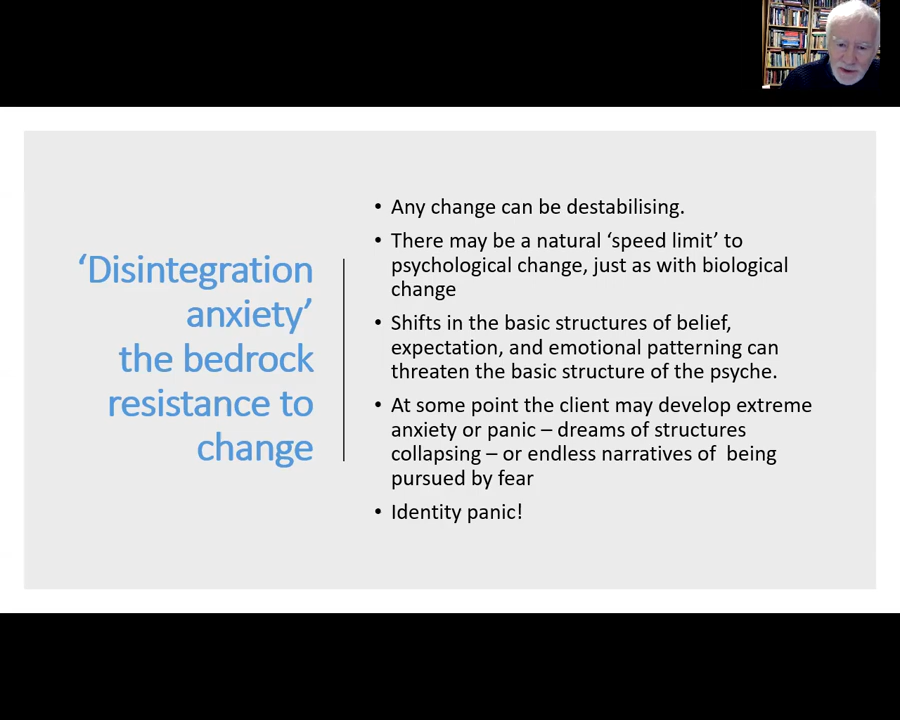 ‘Disintegration
anxiety’
the bedrock
resistance to
change
• Any change can be destabilising.
• There may be a natural ‘speed limit’ to
psychological change, just as with biological
change
• Shifts in the basic structures of belief,
expectation, and emotional patterning can
threaten the basic structure of the psyche.
• At some point the client may develop extreme
anxiety or panic – dreams of structures
collapsing – or endless narratives of  being
pursued by fear
• Identity panic!